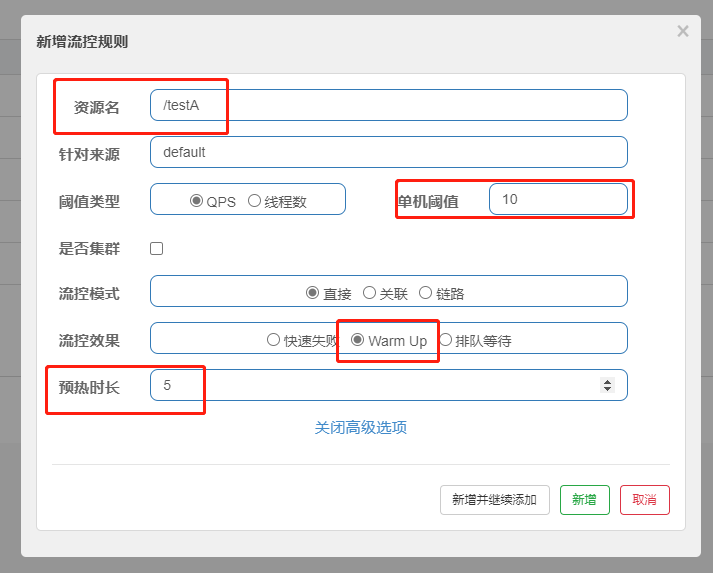 新增流控规则
×
资源名 /testA
针对来源 default
阈值类型 QPS 线程数 单机阈值 10
是否集群
流控模式 直接 关联 链路
流控效果 快速失败 Warm Up 排队等待
预热时长 5
关闭高级选项
新增并继续添加 新增 取消